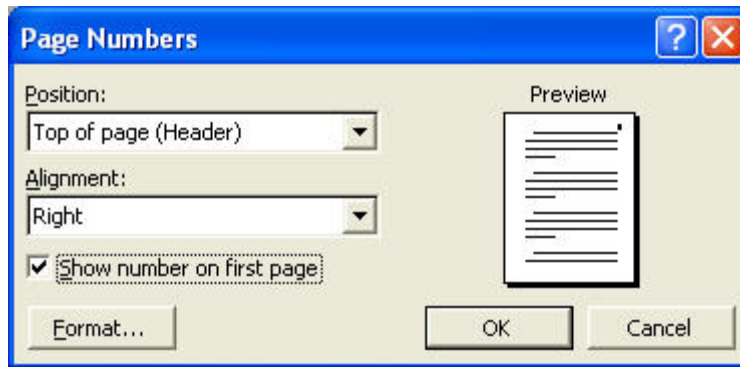 Page Numbers
Position:
Top of page (Header)
Alignment:
Right
Show number on first page
Format...
Preview
OK
Cancel